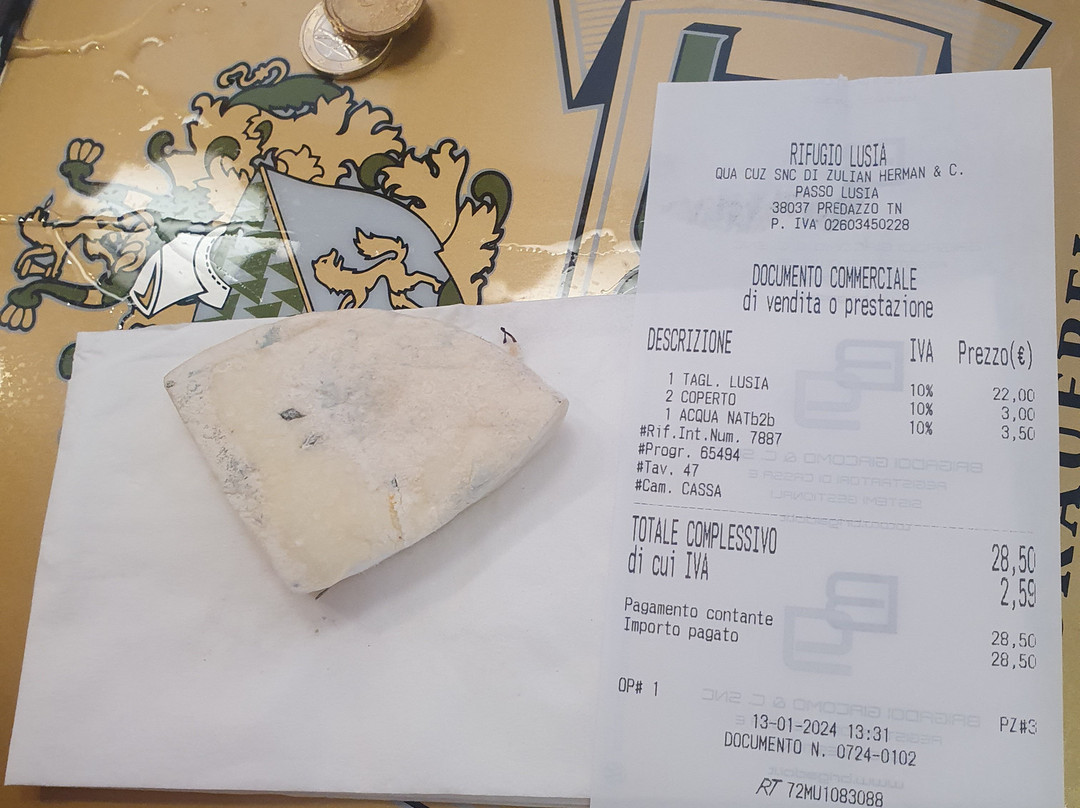 RIFUGIO LUSIA
QUA CUZ SNC DI ZULIAN HERMAN & C.
PASSO LUSIA
38037 PREDAZZO TN
P. IVA 02603450228
DOCUMENTO COMMERCIALE
di vendita o prestazione
DESCRIZIONE IVA Prezzo(€)
1 TAGL. LUSIA 10% 22,00
2 COPERTO 10% 3,00
1 ACQUA NATb2b 10% 3,50
#Rif.Int.Num. 7887
#Progr. 65494
#Tav. 47
#Cam. CASSA
TOTALE COMPLESSIVO 28,50
di cui IVA 2,59
Pagamento contante 28,50
Importo pagato 28,50
OP# 1 PZ#3
13-01-2024 13:31
DOCUMENTO N. 0724-0102
RT 72MU1083088